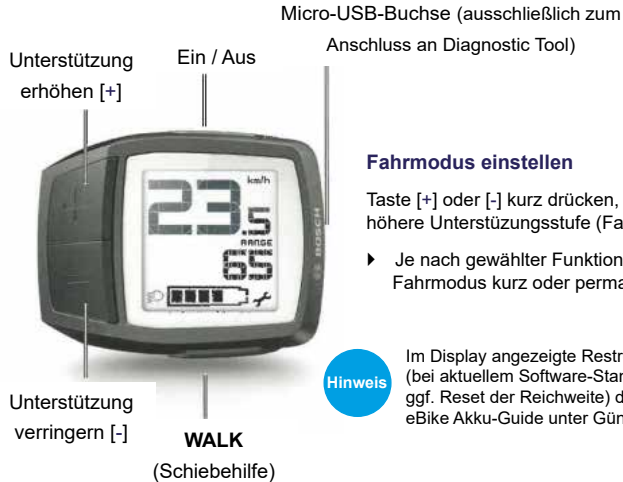 Micro-USB-Buchse (ausschließlich zum
Anschluss an Diagnostic Tool)
Unterstützung
erhöhen [+]
Ein / Aus
km/h
23.5
RANGE
65
BOSCH
Fahrmodus einstellen
Taste [+] oder [-] kurz drücken,
höhere Unterstüzungsstufe (Fa
Je nach gewählter Funktion
Fahrmodus kurz oder perma
Hinweis
Im Display angezeigte Restr
(bei aktuellem Software-Star
ggf. Reset der Reichweite) d
eBike Akku-Guide unter Gün
Unterstützung
verringern [-]
WALK
(Schiebehilfe)